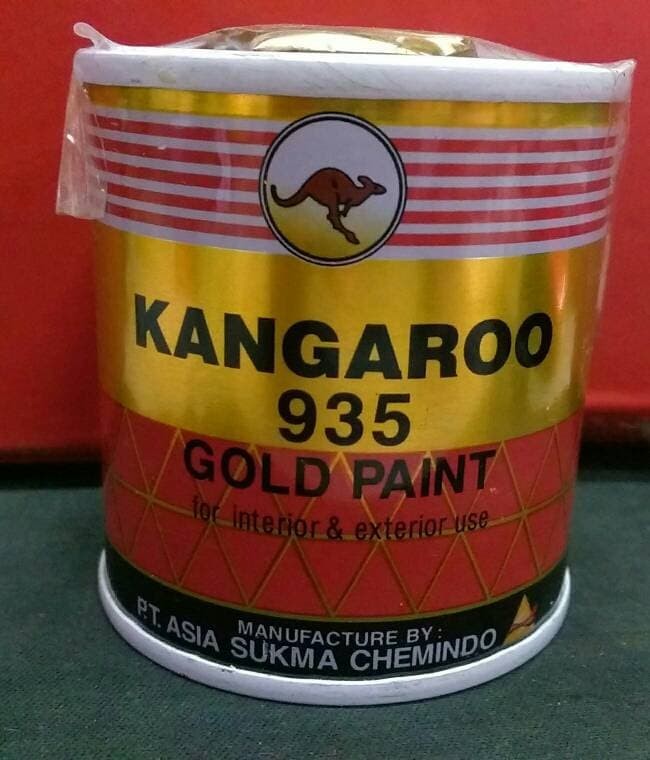 KANGAROO
935
GOLD PAINT
for interior & exterior use
MANUFACTURE BY :
P.T. ASIA SUKMA CHEMINDO